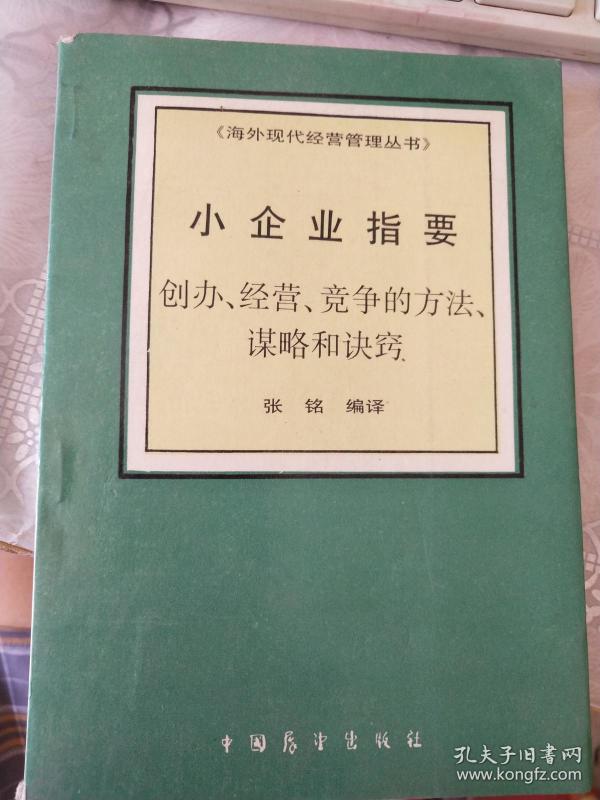 《海外现代经营管理丛书》
小企业指要
创办、经营、竞争的方法、
谋略和诀窍
张铭 编译
中国展望出版社
孔夫子旧书网
www.kongfz.com